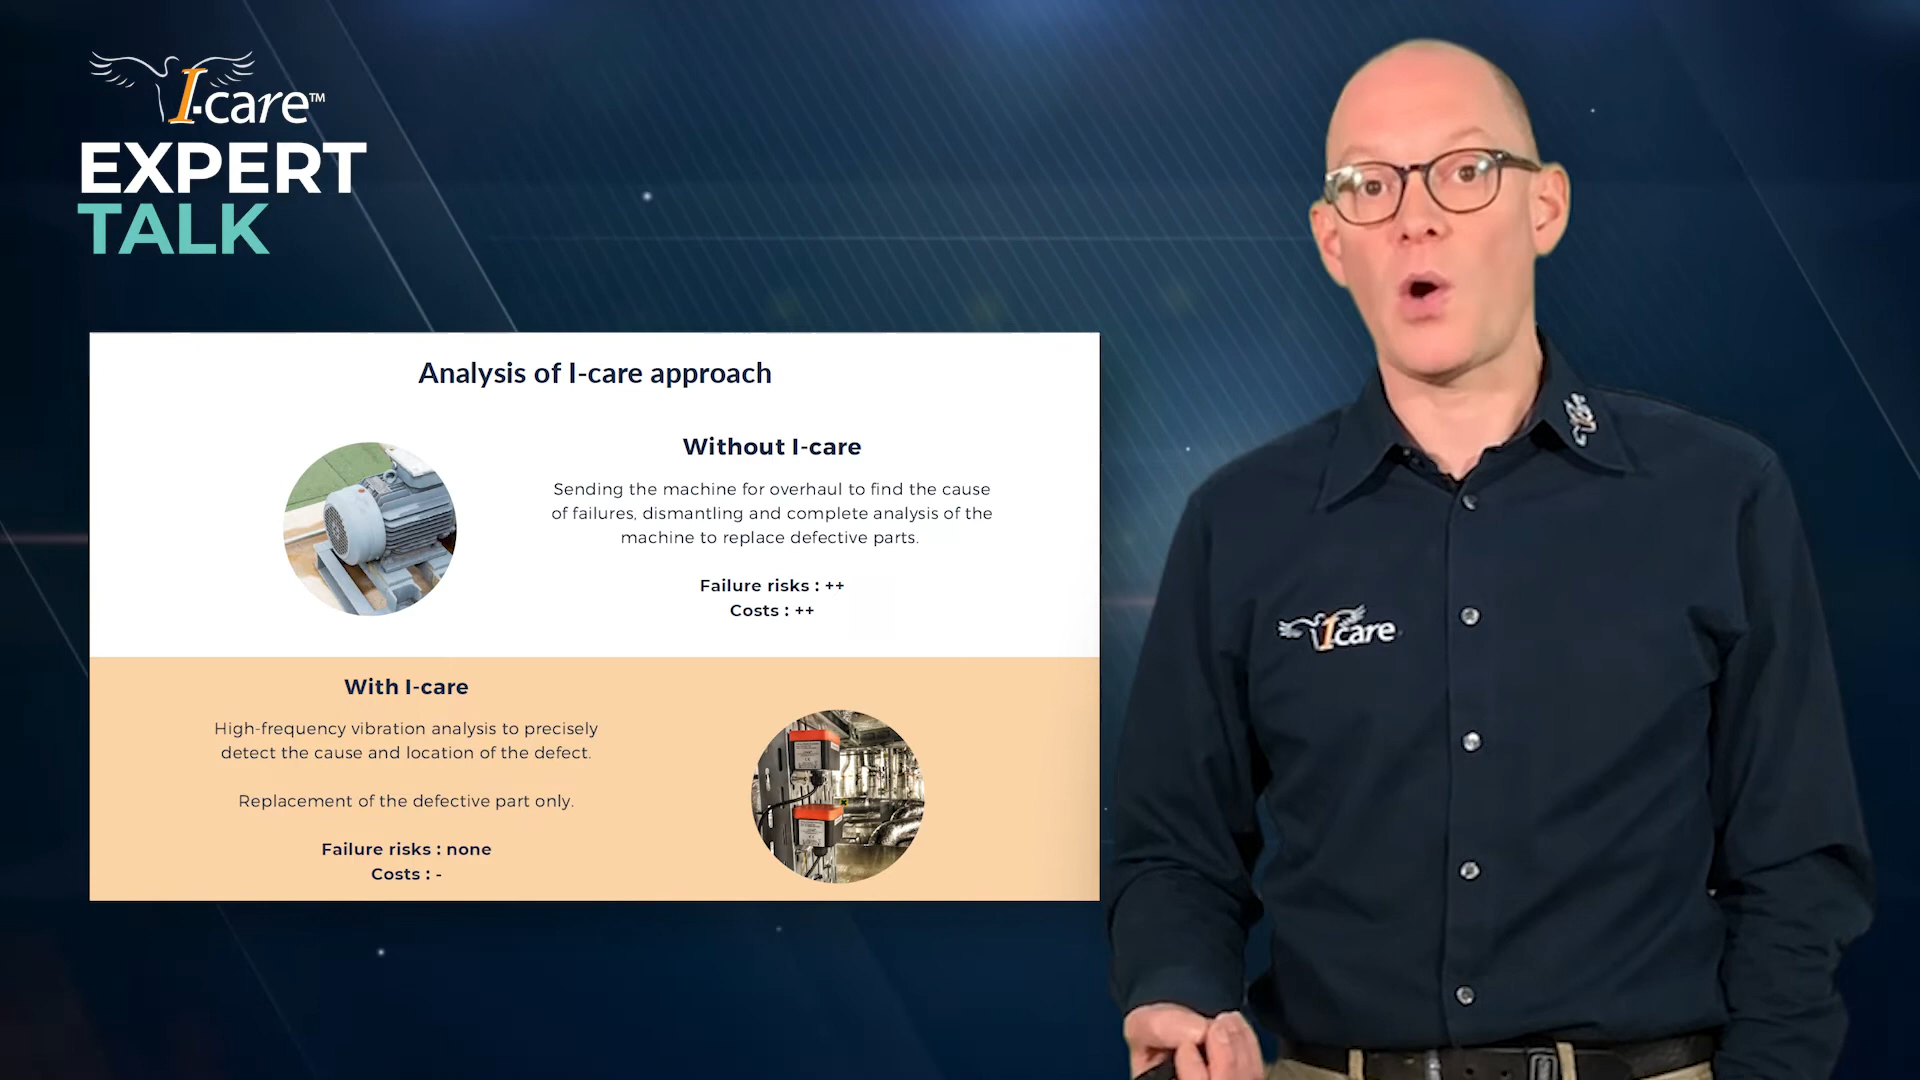 I-care™
EXPERT
TALK
Analysis of I-care approach
Without I-care
Sending the machine for overhaul to find the cause
of failures, dismantling and complete analysis of the
machine to replace defective parts.
Failure risks : ++
Costs : ++
With I-care
High-frequency vibration analysis to precisely
detect the cause and location of the defect.
Replacement of the defective part only.
Failure risks : none
Costs : -
I-care